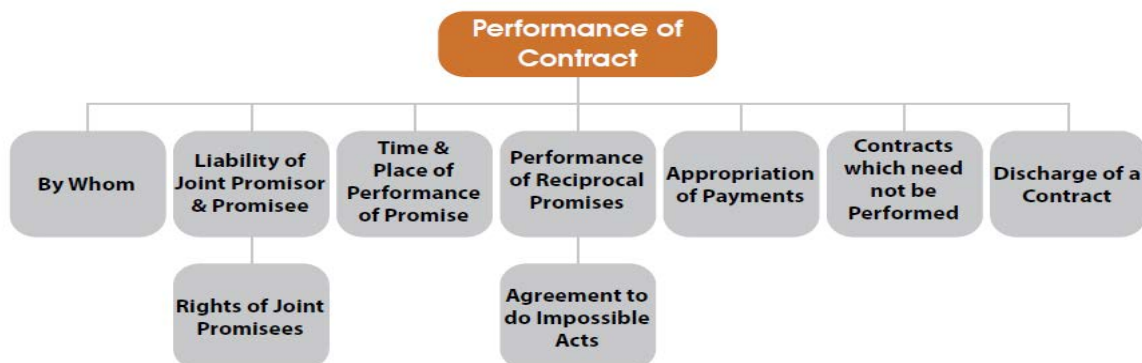 Performance of
Contract
By Whom
Liability of
Joint Promisor
& Promisee
Time &
Place of
Performance
of Promise
Performance
of Reciprocal
Promises
Appropriation
of Payments
Contracts
which need
not be
Performed
Discharge of a
Contract
Rights of Joint
Promisees
Agreement to
do Impossible
Acts